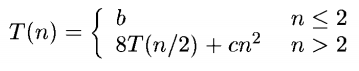 T(n) = { b n ≤ 2
8T(n/2) + cn² n > 2